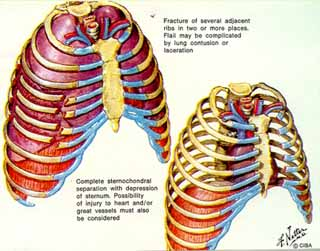 Fracture of several adjacent
ribs in two or more places.
Flail may be complicated
by lung contusion or
laceration
Complete sternochondral
separation with depression
of sternum. Possibility
of injury to heart and/or
great vessels must also
be considered
F. Netter
© CIBA